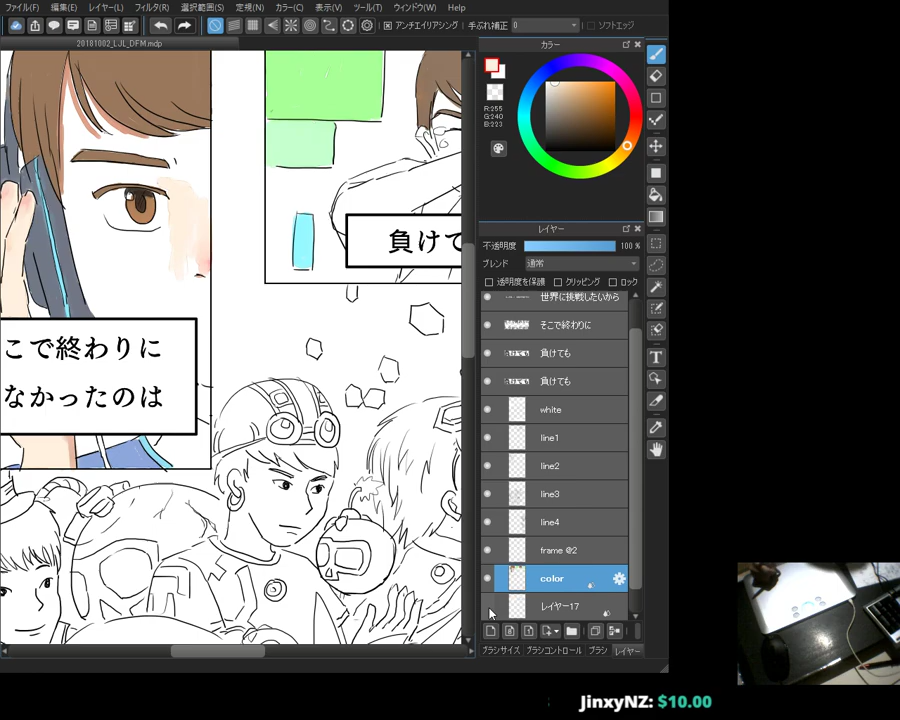 ファイル(F) 編集(E) レイヤー(L) フィルタ(R) 選択範囲(S) 定規(N) カラー(C) 表示(V) ツール(T) ウィンドウ(W) Help
アンチエイリアシング 手ぶれ補正 0 ソフトエッジ
20181002_LJL_DFM.mdp
カラー
R:255
G:240
B:223
レイヤー
不透明度 100 %
ブレンド 通常
透明度を保護 クリッピング ロック
世界に挑戦したいから
そこで終わりに
負けても
負けても
white
line1
line2
line3
line4
frame @2
color
レイヤー17
ブラシサイズ ブラシコントロール ブラシ レイヤー
負けて
こで終わりに
なかったのは
JinxyNZ: $10.00